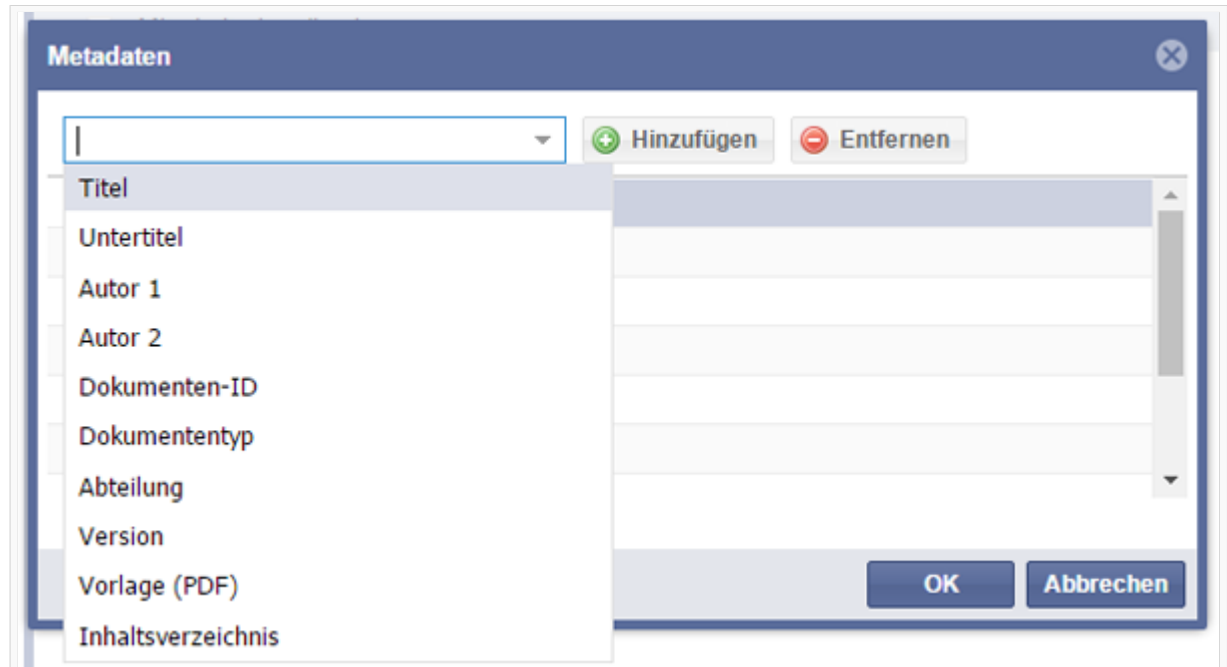 Metadaten
Hinzufügen Entfernen
Titel
Untertitel
Autor 1
Autor 2
Dokumenten-ID
Dokumententyp
Abteilung
Version
Vorlage (PDF)
Inhaltsverzeichnis
OK Abbrechen